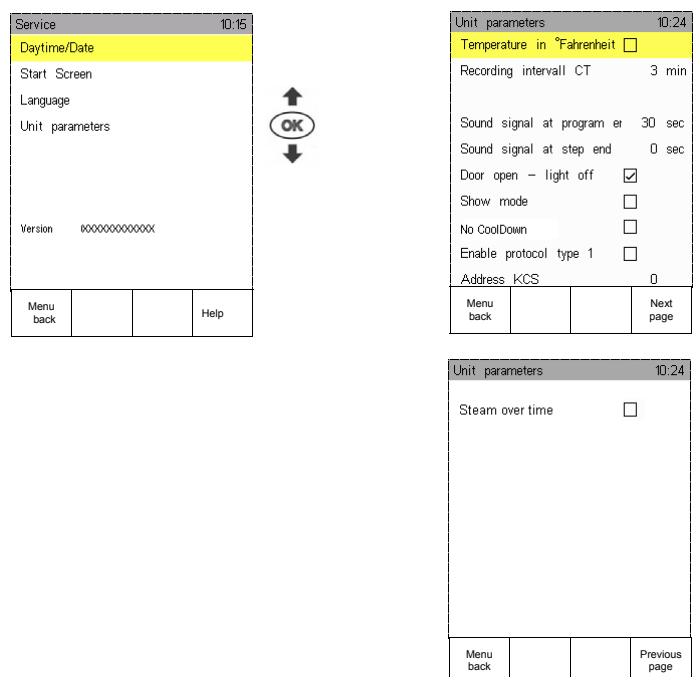 Service 10:15
Daytime/Date
Start Screen
Language
Unit parameters
Version XXXXXXXXXXXX
Menu back
Help
OK
Unit parameters 10:24
Temperature in °Fahrenheit
Recording intervall CT 3 min
Sound signal at program er 30 sec
Sound signal at step end 0 sec
Door open – light off
Show mode
No CoolDown
Enable protocol type 1
Address KCS 0
Menu back
Next page
Unit parameters 10:24
Steam over time
Menu back
Previous page